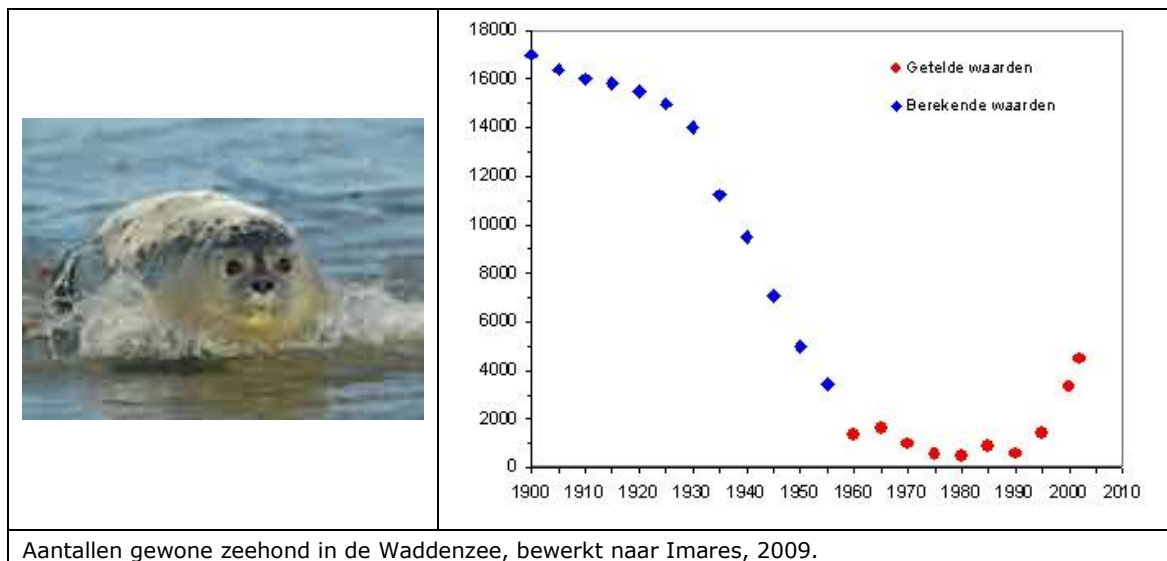 18000
16000
14000
12000
10000
8000
6000
4000
2000
0
Getelde waarden
Berekende waarden
1900 1910 1920 1930 1940 1950 1960 1970 1980 1990 2000 2010
Aantallen gewone zeehond in de Waddenzee, bewerkt naar Imares, 2009.